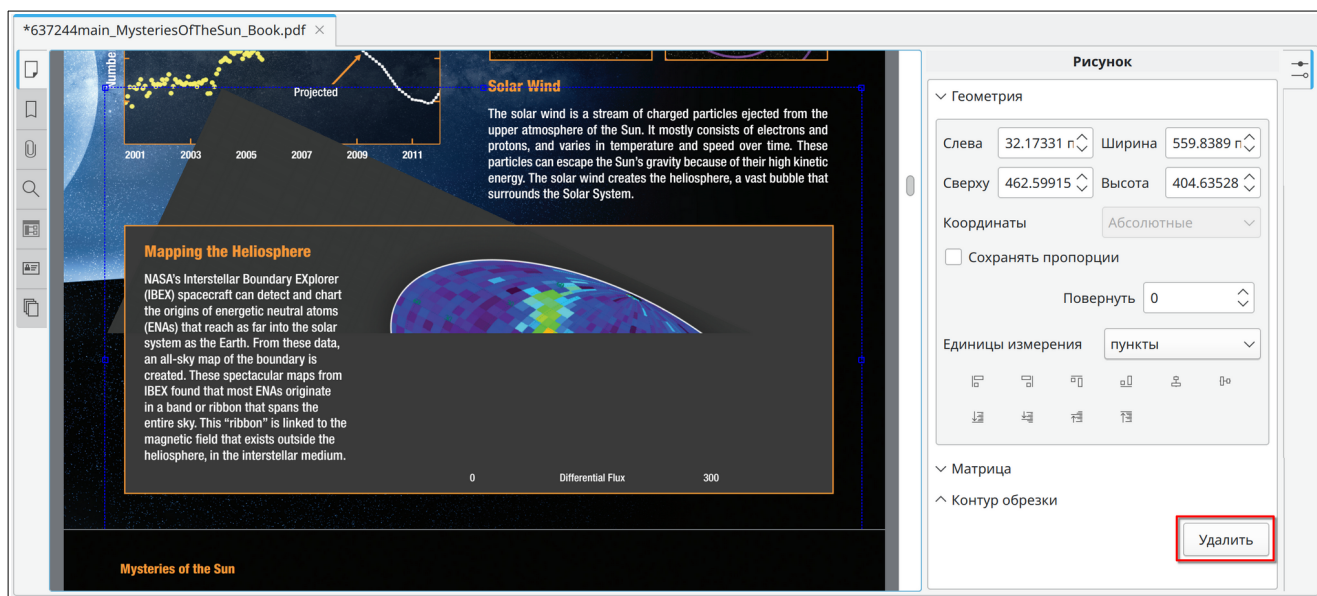 *637244main_MysteriesOfTheSun_Book.pdf
Numbe
Projected
2001 2003 2005 2007 2009 2011
Solar Wind
The solar wind is a stream of charged particles ejected from the
upper atmosphere of the Sun. It mostly consists of electrons and
protons, and varies in temperature and speed over time. These
particles can escape the Sun's gravity because of their high kinetic
energy. The solar wind creates the heliosphere, a vast bubble that
surrounds the Solar System.
Mapping the Heliosphere
NASA's Interstellar Boundary EXplorer
(IBEX) spacecraft can detect and chart
the origins of energetic neutral atoms
(ENAs) that reach as far into the solar
system as the Earth. From these data,
an all-sky map of the boundary is
created. These spectacular maps from
IBEX found that most ENAs originate
in a band or ribbon that spans the
entire sky. This “ribbon” is linked to the
magnetic field that exists outside the
heliosphere, in the interstellar medium.
0 Differential Flux 300
Mysteries of the Sun
Рисунок
Геометрия
Слева 32.17331 п Ширина 559.8389 п
Сверху 462.59915 Высота 404.63528
Координаты Абсолютные
Сохранять пропорции
Повернуть 0
Единицы измерения пункты
Матрица
Контур обрезки
Удалить